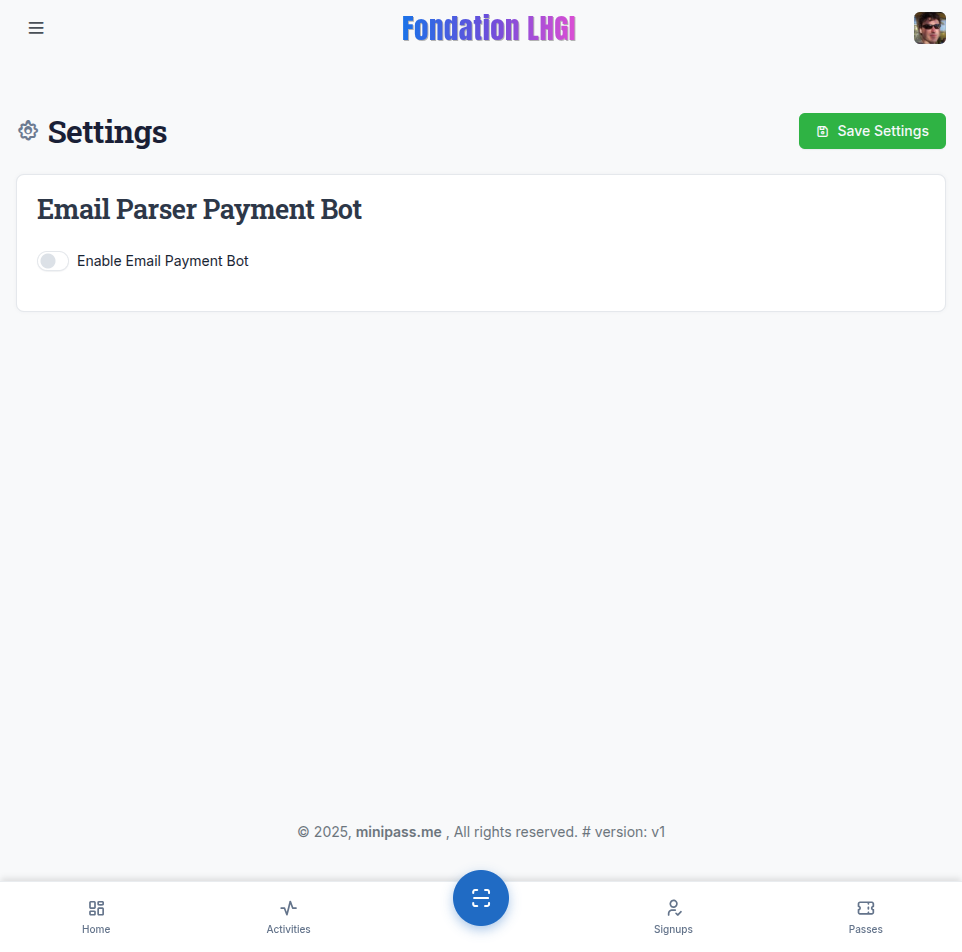 Fondation LHGI
Settings
Save Settings
Email Parser Payment Bot
Enable Email Payment Bot
© 2025, minipass.me , All rights reserved. # version: v1
Home
Activities
Signups
Passes